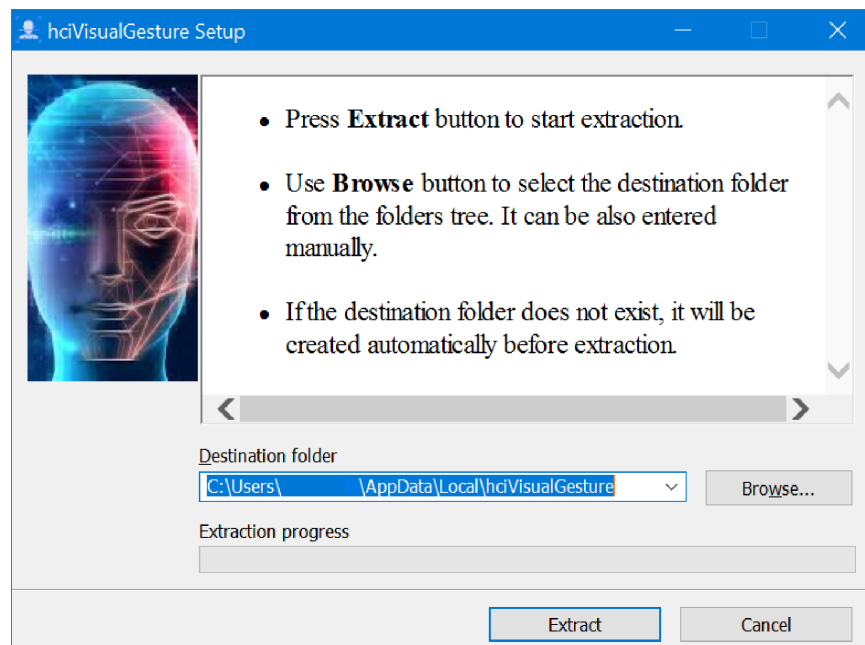 hciVisualGesture Setup
• Press Extract button to start extraction.
• Use Browse button to select the destination folder
from the folders tree. It can be also entered
manually.
• If the destination folder does not exist, it will be
created automatically before extraction.
Destination folder
C:\Users\ \AppData\Local\hciVisualGesture
Browse...
Extraction progress
Extract
Cancel